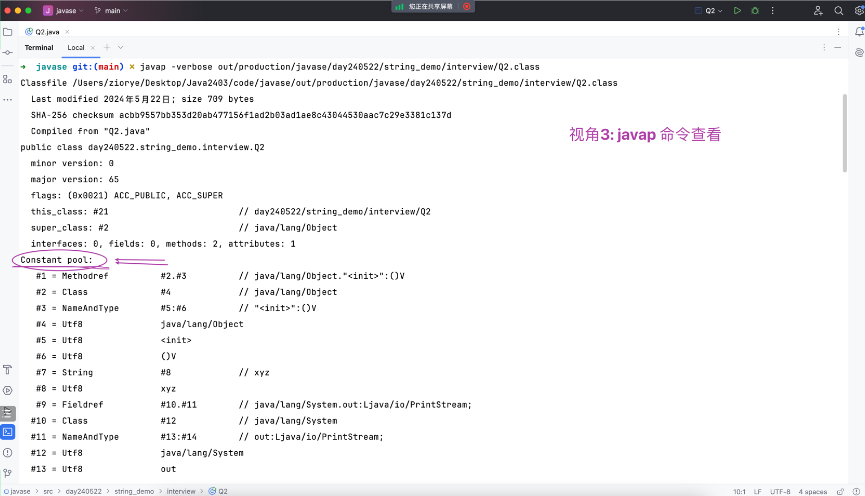 javase
main
您正在共享屏幕
Q2
Q2.java
Terminal
Local
→ javase git:(main) × javap -verbose out/production/javase/day240522/string_demo/interview/Q2.class
Classfile /Users/ziorye/Desktop/Java2403/code/javase/out/production/javase/day240522/string_demo/interview/Q2.class
Last modified 2024年5月22日; size 709 bytes
SHA-256 checksum acbb9557bb353d20ab477156f1ad2b03ad1ae8c43044530aac7c29e3381c137d
Compiled from "Q2.java"
视角3: javap 命令查看
public class day240522.string_demo.interview.Q2
minor version: 0
major version: 65
flags: (0x0021) ACC_PUBLIC, ACC_SUPER
this_class: #21 // day240522/string_demo/interview/Q2
super_class: #2 // java/lang/Object
interfaces: 0, fields: 0, methods: 2, attributes: 1
Constant pool:
#1 = Methodref #2.#3 // java/lang/Object."<init>":()V
#2 = Class #4 // java/lang/Object
#3 = NameAndType #5:#6 // "<init>":()V
#4 = Utf8 java/lang/Object
#5 = Utf8 <init>
#6 = Utf8 ()V
#7 = String #8 // xyz
#8 = Utf8 xyz
#9 = Fieldref #10.#11 // java/lang/System.out:Ljava/io/PrintStream;
#10 = Class #12 // java/lang/System
#11 = NameAndType #13:#14 // out:Ljava/io/PrintStream;
#12 = Utf8 java/lang/System
#13 = Utf8 out
javase > src > day240522 > string_demo > interview > Q2
10:1 LF UTF-8 4 spaces